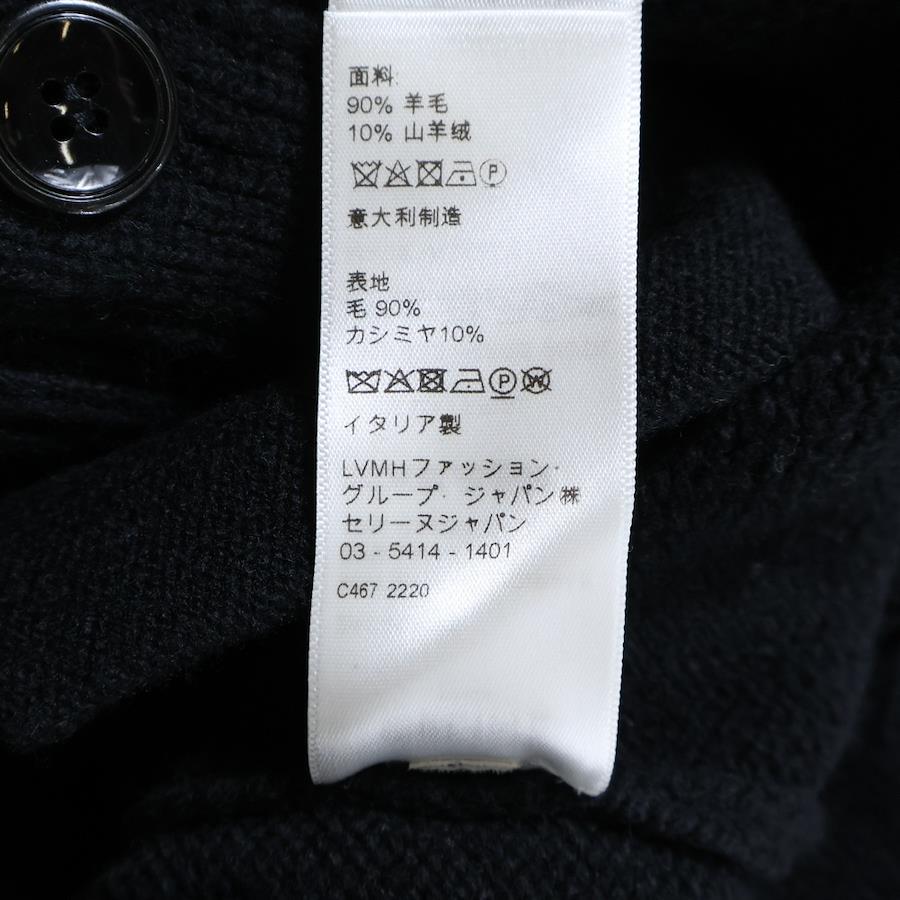 面料:
90% 羊毛
10% 山羊绒
P
意大利制造
表地
毛 90%
カシミヤ10%
P W
イタリア製
LVMHファッション・
グループ・ジャパン㈱
セリーヌジャパン
03 - 5414 - 1401
C467 2220